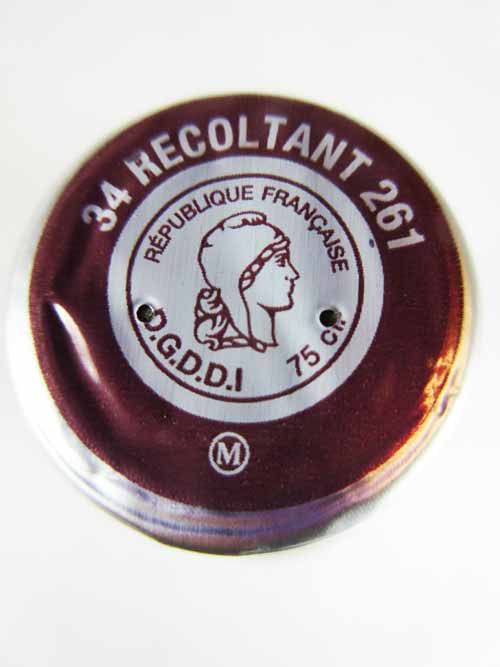 34 RECOLTANT 261
RÉPUBLIQUE FRANÇAISE
D.G.D.D.I
75 cl.
M